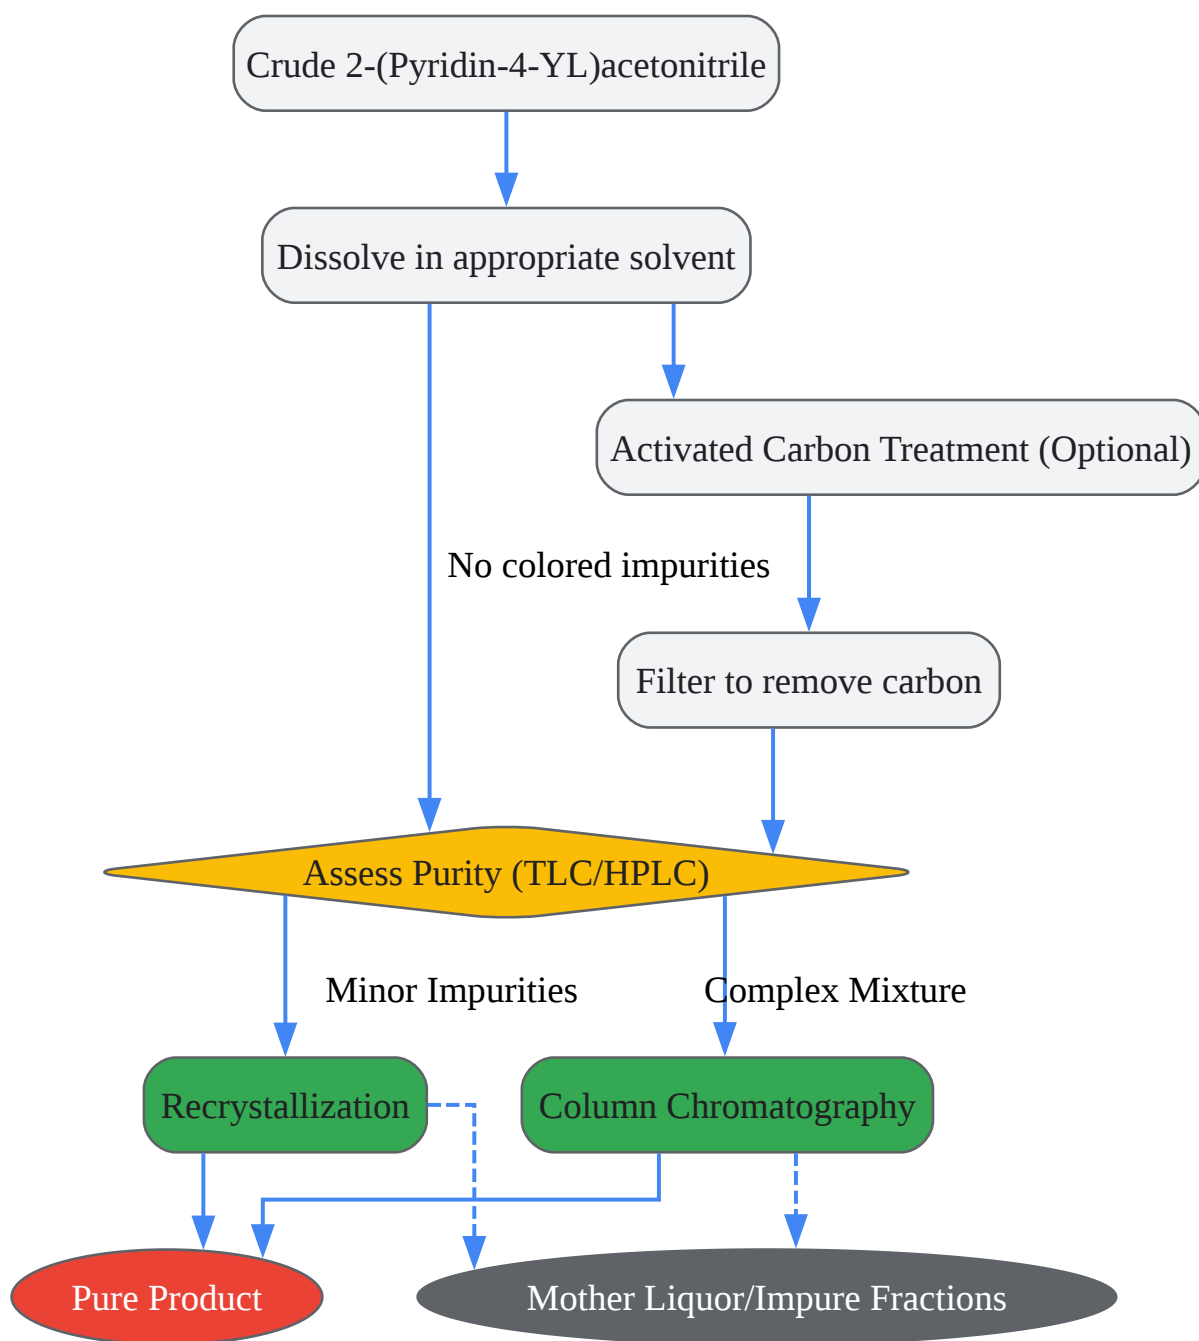 Crude 2-(Pyridin-4-YL)acetonitrile
Dissolve in appropriate solvent
Activated Carbon Treatment (Optional)
No colored impurities
Filter to remove carbon
Assess Purity (TLC/HPLC)
Minor Impurities
Complex Mixture
Recrystallization
Column Chromatography
Pure Product
Mother Liquor/Impure Fractions